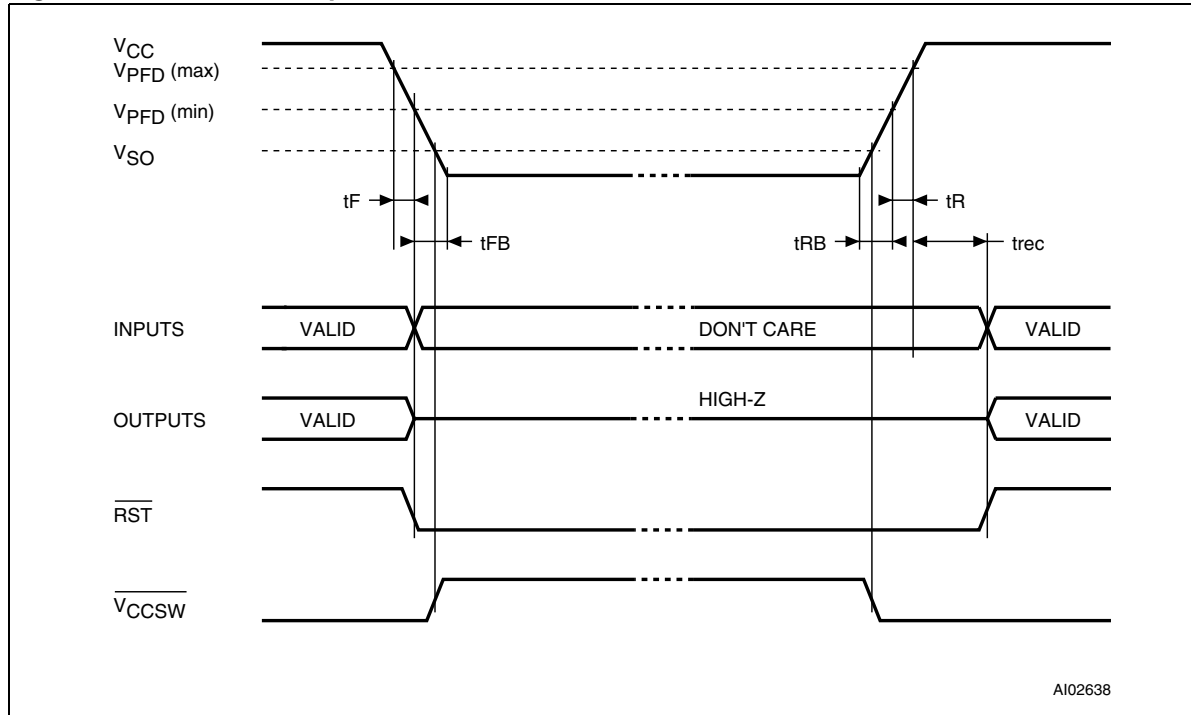 VCC
VPFD (max)
VPFD (min)
VSO
tF
tR
tFB
tRB
trec
INPUTS
VALID
DON'T CARE
VALID
HIGH-Z
OUTPUTS
VALID
VALID
RST
VCCSW
AI02638